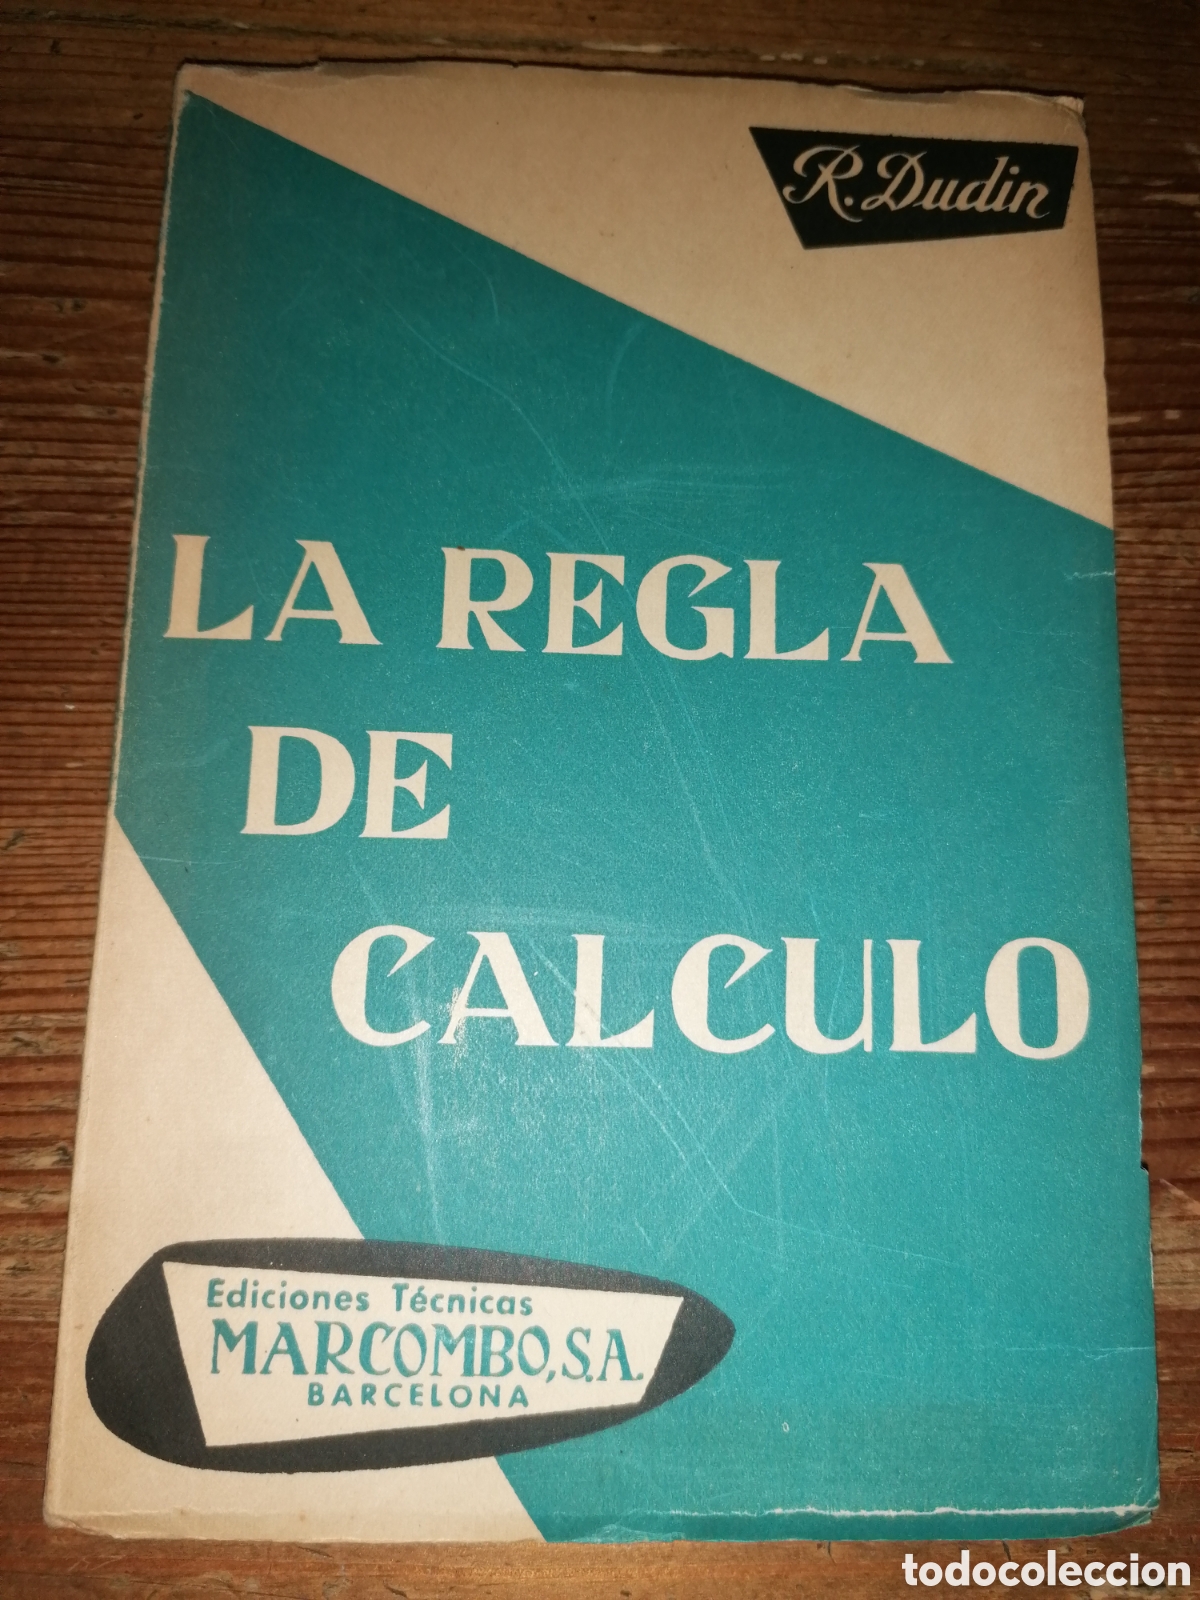 R. Dudin
LA REGLA
DE
CALCULO
Ediciones Técnicas
MARCOMBO, S.A.
BARCELONA
todocoleccion